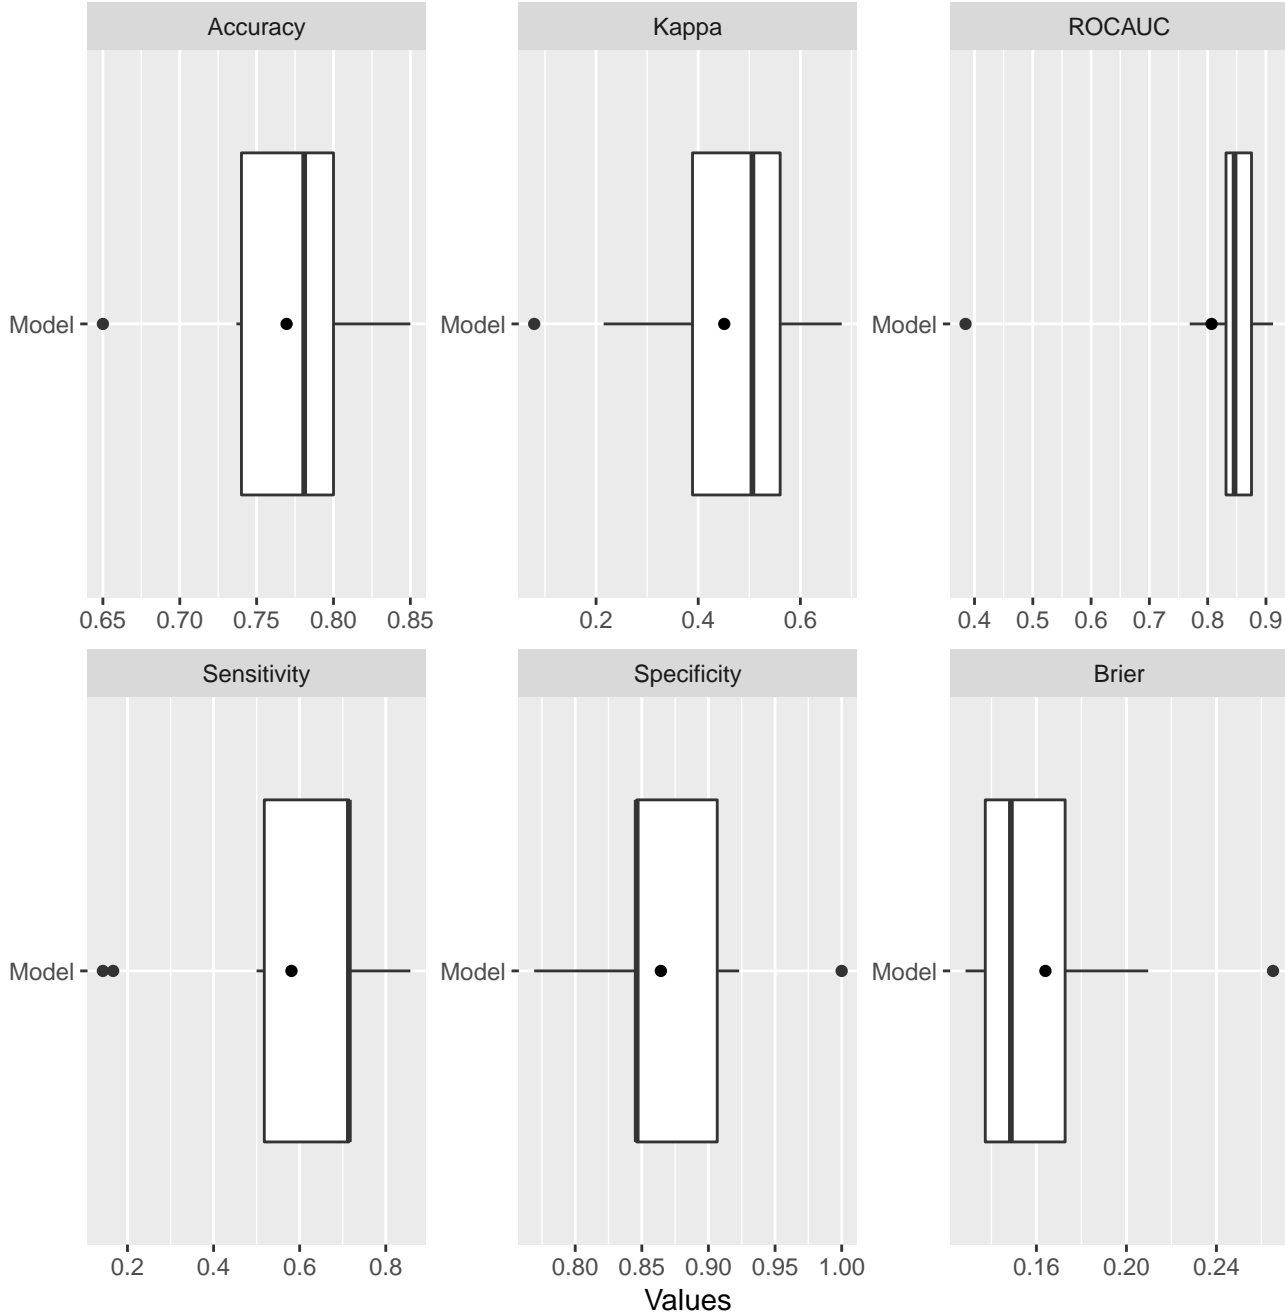 Accuracy Kappa ROCAUC
Model Model Model
0.65 0.70 0.75 0.80 0.85 0.2 0.4 0.6 0.4 0.5 0.6 0.7 0.8 0.9
Sensitivity Specificity Brier
Model Model Model
0.2 0.4 0.6 0.8 0.80 0.85 0.90 0.95 1.00 0.16 0.20 0.24
Values